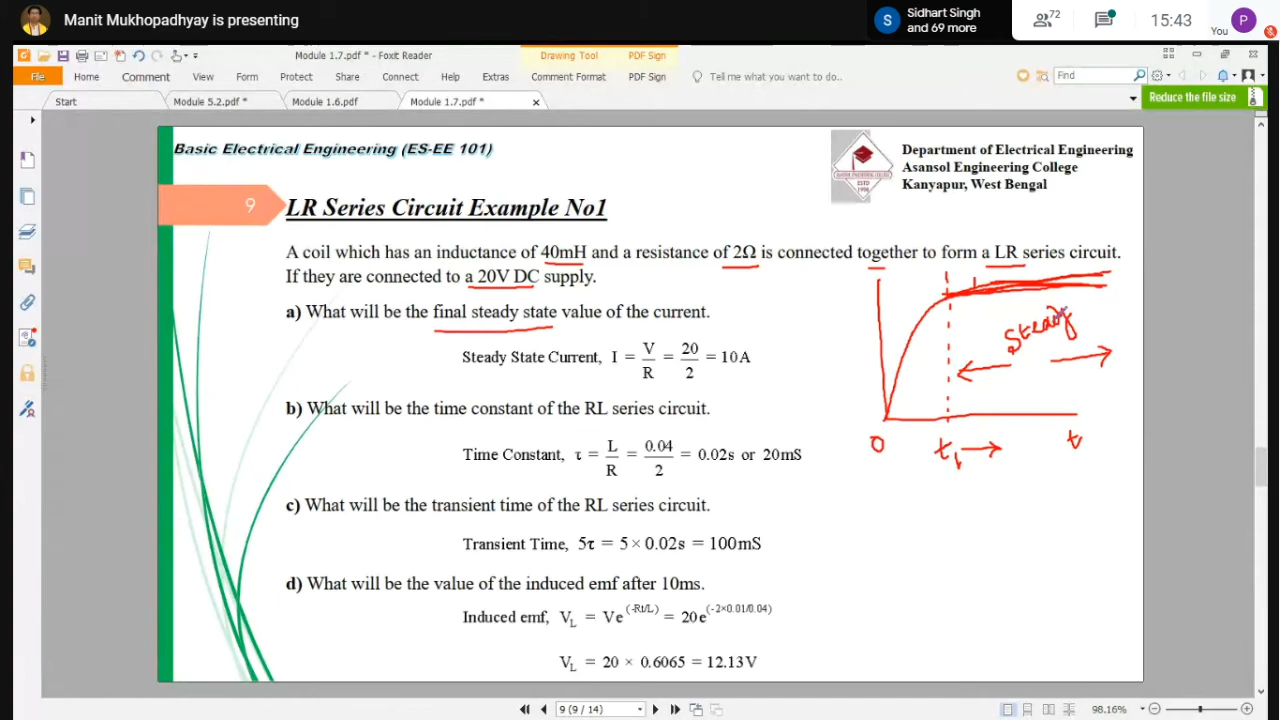 Manit Mukhopadhyay is presenting
S
Sidhart Singh
and 69 more
72
15:43
You
P
Module 1.7.pdf * - Foxit Reader
Drawing Tool
PDF Sign
File
Home
Comment
View
Form
Protect
Share
Connect
Help
Extras
Comment Format
PDF Sign
Tell me what you want to do..
Find
Start
Module 5.2.pdf *
Module 1.6.pdf
Module 1.7.pdf *
Reduce the file size
Basic Electrical Engineering (ES-EE 101)
Department of Electrical Engineering
Asansol Engineering College
Kanyapur, West Bengal
9
LR Series Circuit Example No1
A coil which has an inductance of 40mH and a resistance of 2Ω is connected together to form a LR series circuit.
If they are connected to a 20V DC supply.
a) What will be the final steady state value of the current.
Steady State Current, I = V/R = 20/2 = 10A
b) What will be the time constant of the RL series circuit.
Time Constant, τ = L/R = 0.04/2 = 0.02s or 20mS
c) What will be the transient time of the RL series circuit.
Transient Time, 5τ = 5 × 0.02s = 100mS
d) What will be the value of the induced emf after 10ms.
Induced emf, V_L = Ve^(-Rt/L) = 20e^(-2×0.01/0.04)
V_L = 20 × 0.6065 = 12.13V
Steady
0
t₁
t
9 (9 / 14)
98.16%